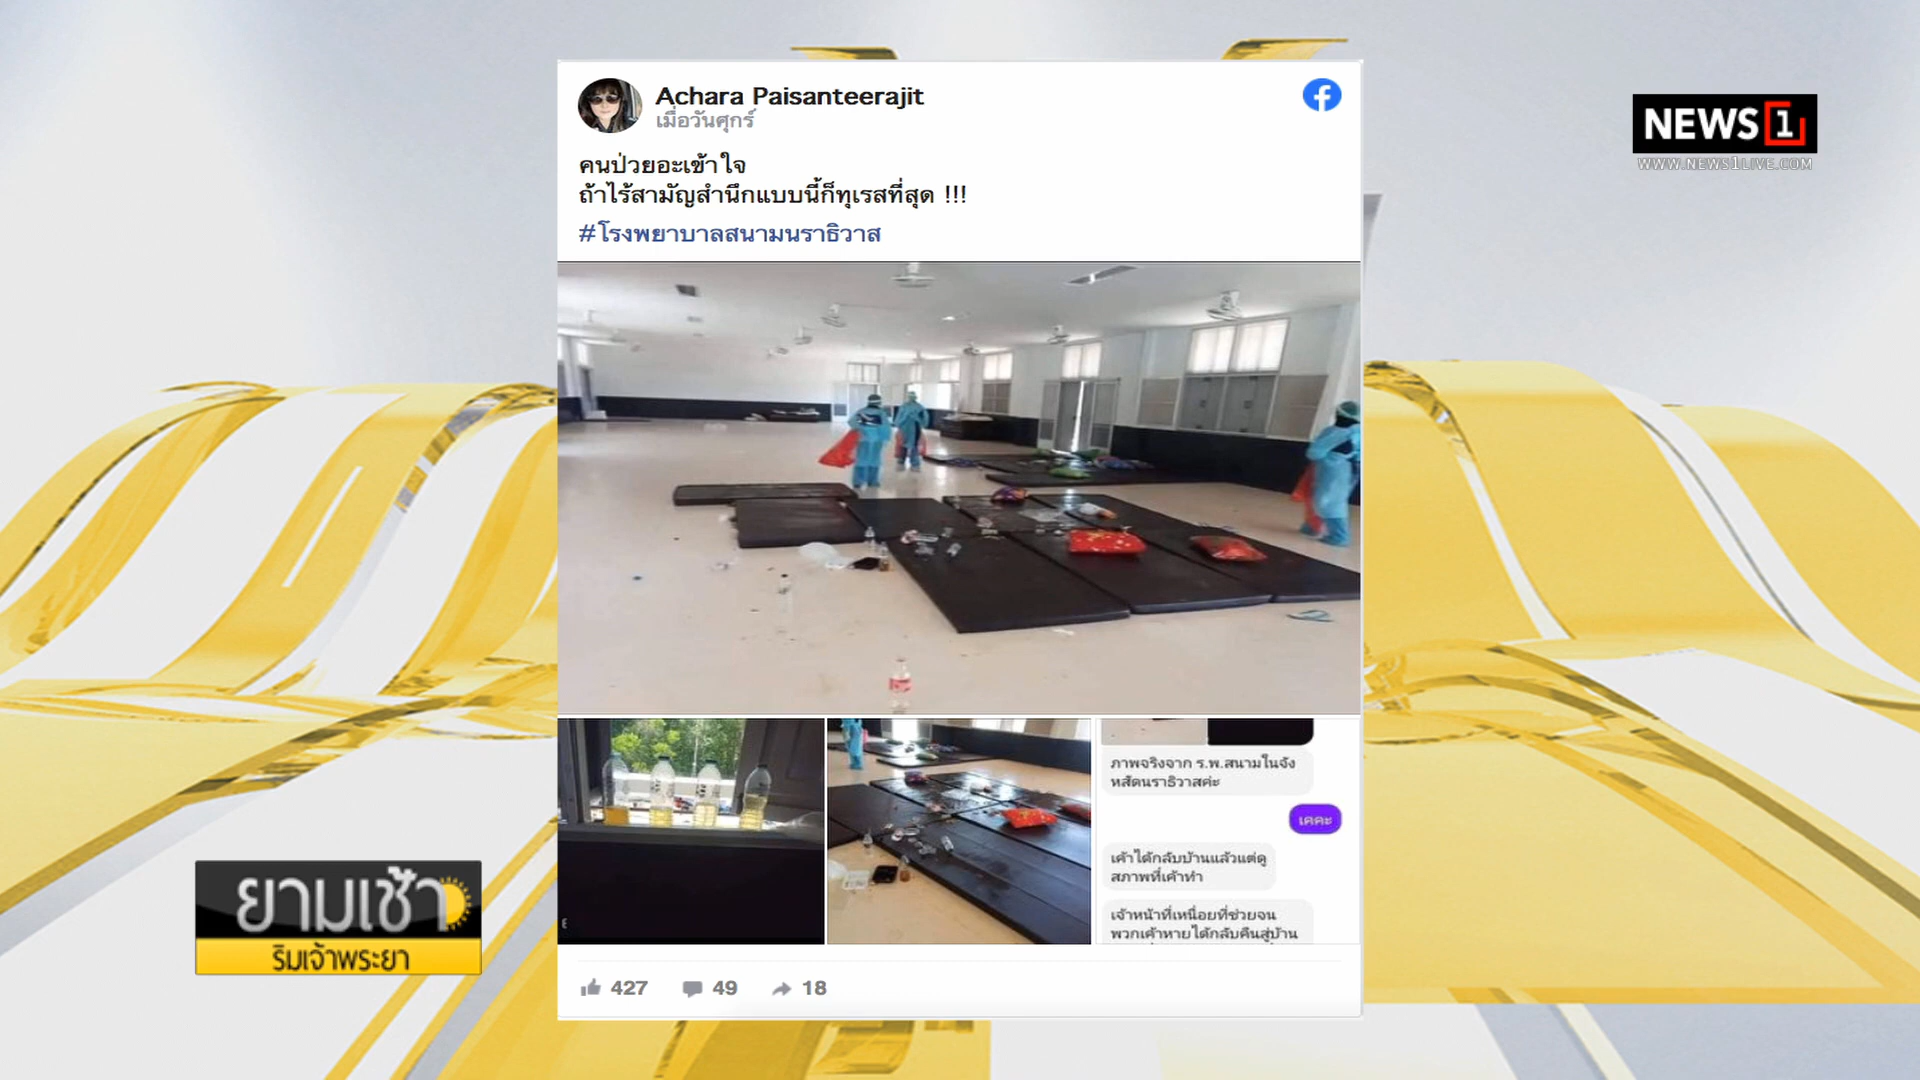 Achara Paisanteerajit
เมื่อวันศุกร์
คนป่วยอะเข้าใจ
ถ้าไร้สามัญสำนึกแบบนี้ก็ทุเรสที่สุด !!!
#โรงพยาบาลสนามนราธิวาส
NEWS 1
WWW.NEWS1LIVE.COM
ภาพจริงจาก ร.พ.สนามในจัง
หสัดนราธิวาสค่ะ
เคคะ
เค้าได้กลับบ้านแล้วแต่ดู
สภาพที่เค้าทำ
เจ้าหน้าที่เหนื่อยที่ช่วยจน
พวกเค้าหายได้กลับคืนสู่บ้าน
ยามเช้า
ริมเจ้าพระยา
427 49 18